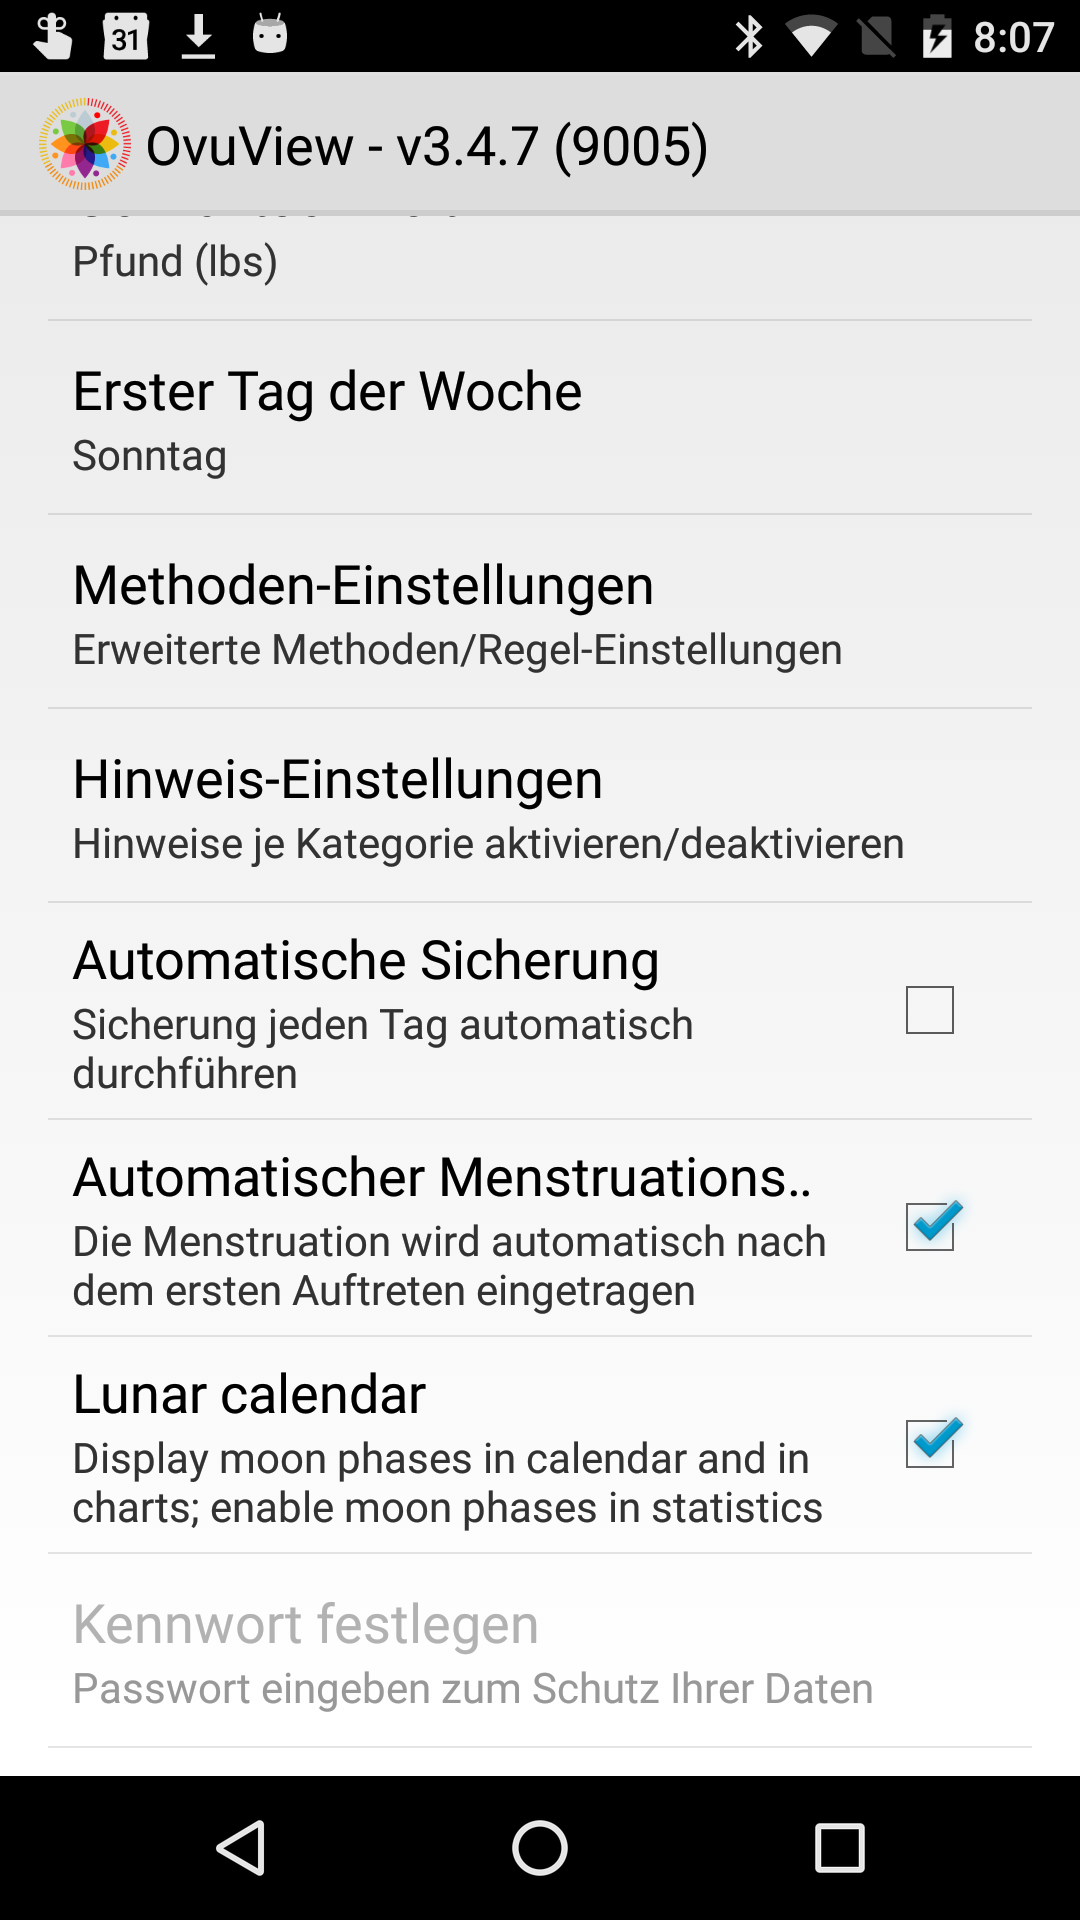 31
8:07
OvuView - v3.4.7 (9005)
Pfund (lbs)
Erster Tag der Woche
Sonntag
Methoden-Einstellungen
Erweiterte Methoden/Regel-Einstellungen
Hinweis-Einstellungen
Hinweise je Kategorie aktivieren/deaktivieren
Automatische Sicherung
Sicherung jeden Tag automatisch
durchführen
Automatischer Menstruations..
Die Menstruation wird automatisch nach
dem ersten Auftreten eingetragen
Lunar calendar
Display moon phases in calendar and in
charts; enable moon phases in statistics
Kennwort festlegen
Passwort eingeben zum Schutz Ihrer Daten